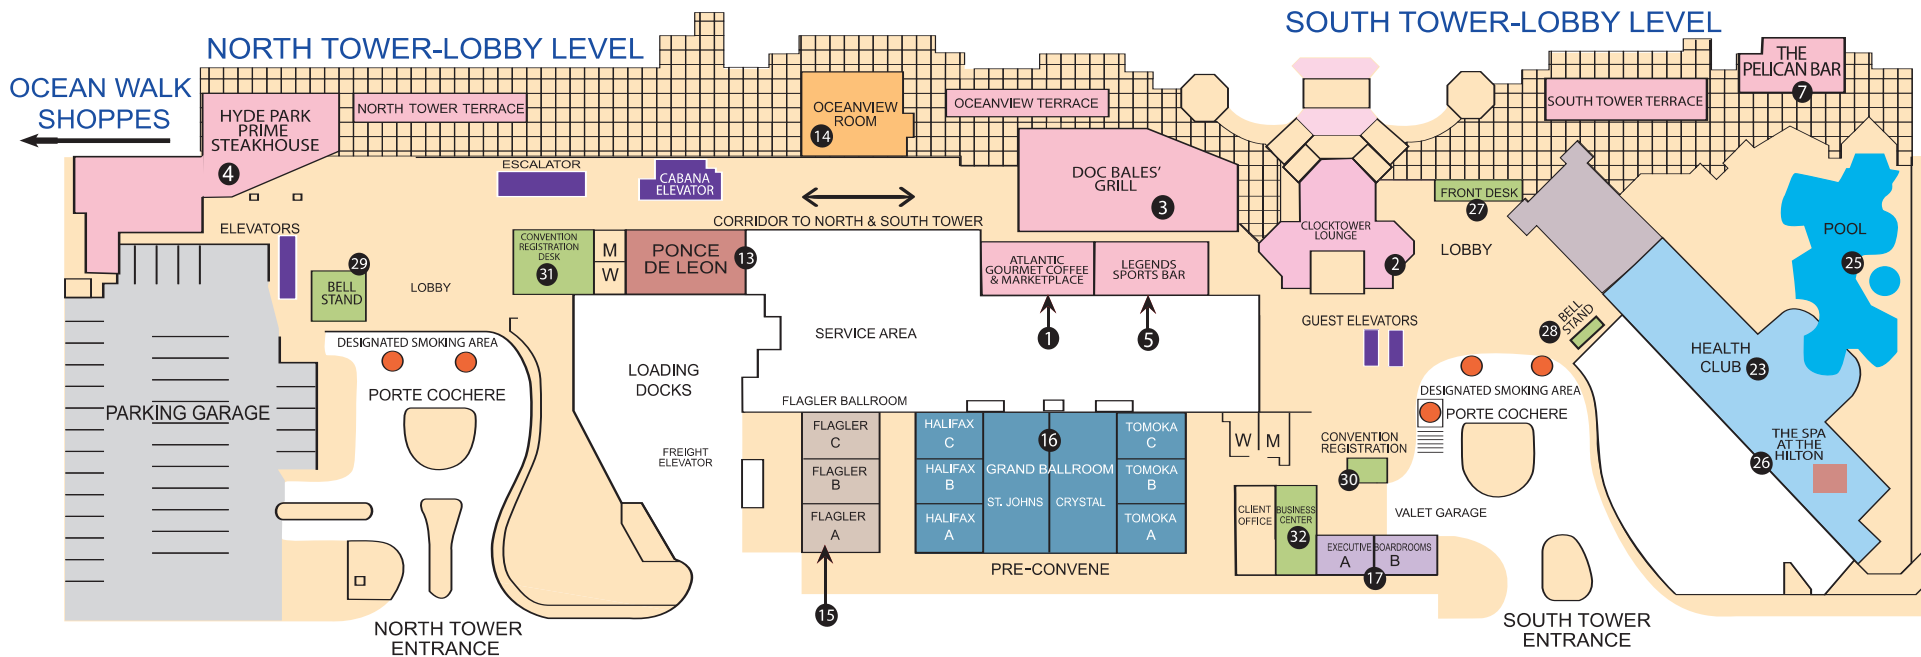 NORTH TOWER-LOBBY LEVEL
SOUTH TOWER-LOBBY LEVEL
OCEAN WALK
SHOPPES
HYDE PARK
PRIME
STEAKHOUSE
4
NORTH TOWER TERRACE
OCEANVIEW
ROOM
14
OCEANVIEW TERRACE
SOUTH TOWER TERRACE
THE
PELICAN BAR
7
ESCALATOR
CABANA
ELEVATOR
DOC BALES'
GRILL
3
CORRIDOR TO NORTH & SOUTH TOWER
CLOCKTOWER
LOUNGE
2
FRONT DESK
27
LOBBY
POOL
25
ELEVATORS
29
BELL
STAND
LOBBY
CONVENTION
REGISTRATION
DESK
31
M
W
PONCE
DE LEON
13
ATLANTIC
GOURMET COFFEE
& MARKETPLACE
LEGENDS
SPORTS BAR
1
5
SERVICE AREA
GUEST ELEVATORS
28
BELL
STAND
HEALTH
CLUB
23
DESIGNATED SMOKING AREA
PORTE COCHERE
PARKING GARAGE
LOADING
DOCKS
FLAGLER BALLROOM
FREIGHT
ELEVATOR
FLAGLER
C
FLAGLER
B
FLAGLER
A
15
HALIFAX
C
HALIFAX
B
HALIFAX
A
16
GRAND BALLROOM
ST. JOHNS
CRYSTAL
TOMOKA
C
TOMOKA
B
TOMOKA
A
PRE-CONVENE
W
M
DESIGNATED SMOKING AREA
PORTE COCHERE
CONVENTION
REGISTRATION
30
THE SPA
AT THE
HILTON
26
CLIENT
OFFICE
BUSINESS
CENTER
32
VALET GARAGE
EXECUTIVE BOARDROOMS
A
B
17
NORTH TOWER
ENTRANCE
SOUTH TOWER
ENTRANCE